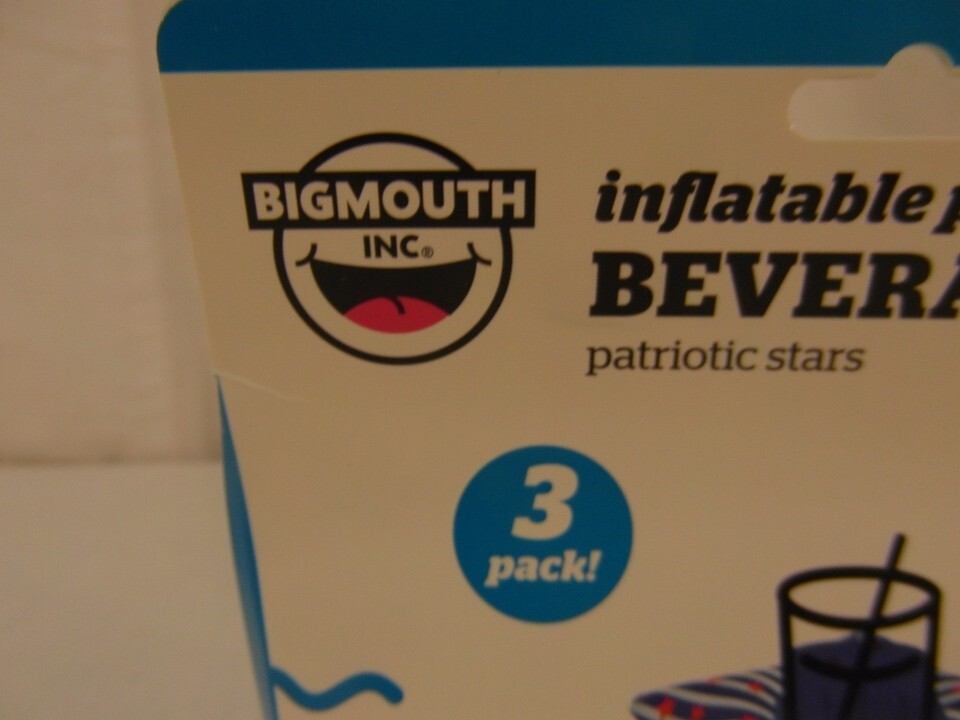 BIGMOUTH
INC®
inflatable p
BEVERA
patriotic stars
3
pack!